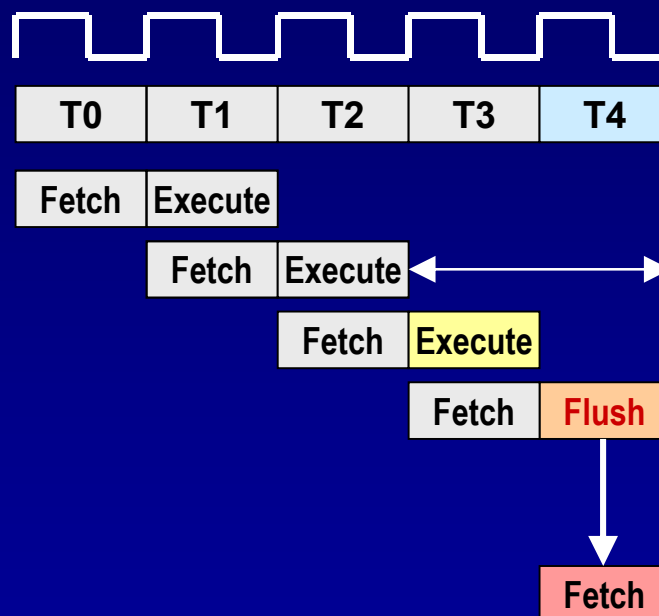 T0 T1 T2 T3 T4
Fetch Execute
Fetch Execute
Fetch Execute
Fetch Flush
Fetch